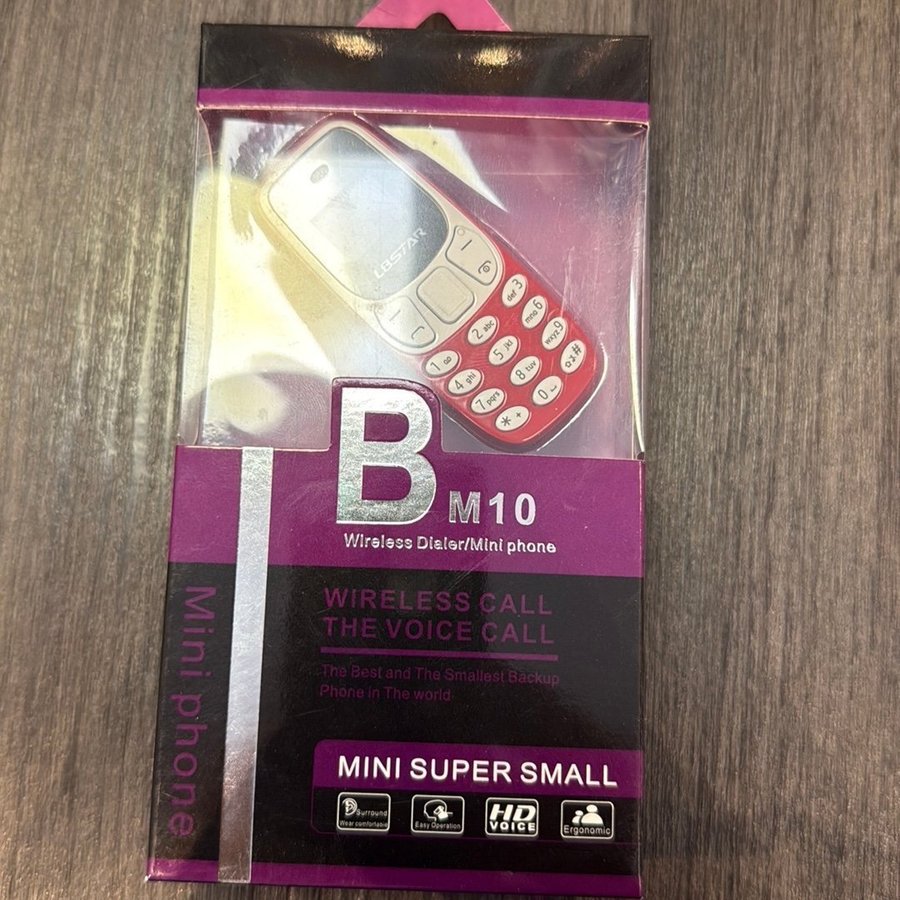 LBSTAR
1 ∞
2 abc
def 3
4 ghi
5 jkl
mno 6
7 pqrs
8 tuv
wxyz 9
* +
0
#
B M10
Wireless Dialer/Mini phone
WIRELESS CALL
THE VOICE CALL
The Best and The Smallest Backup
Phone in The world
Mini phone
MINI SUPER SMALL
Surround
Wear comfortable
Easy Operation
HD
VOICE
Ergonomic